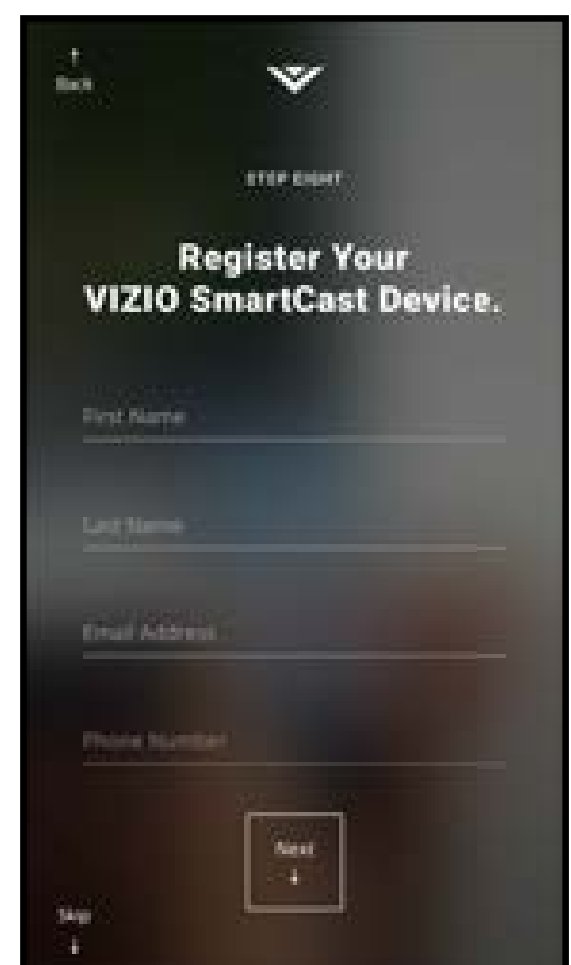 Back
STEP EIGHT
Register Your
VIZIO SmartCast Device.
First Name
Last Name
Email Address
Phone Number
Next
Skip